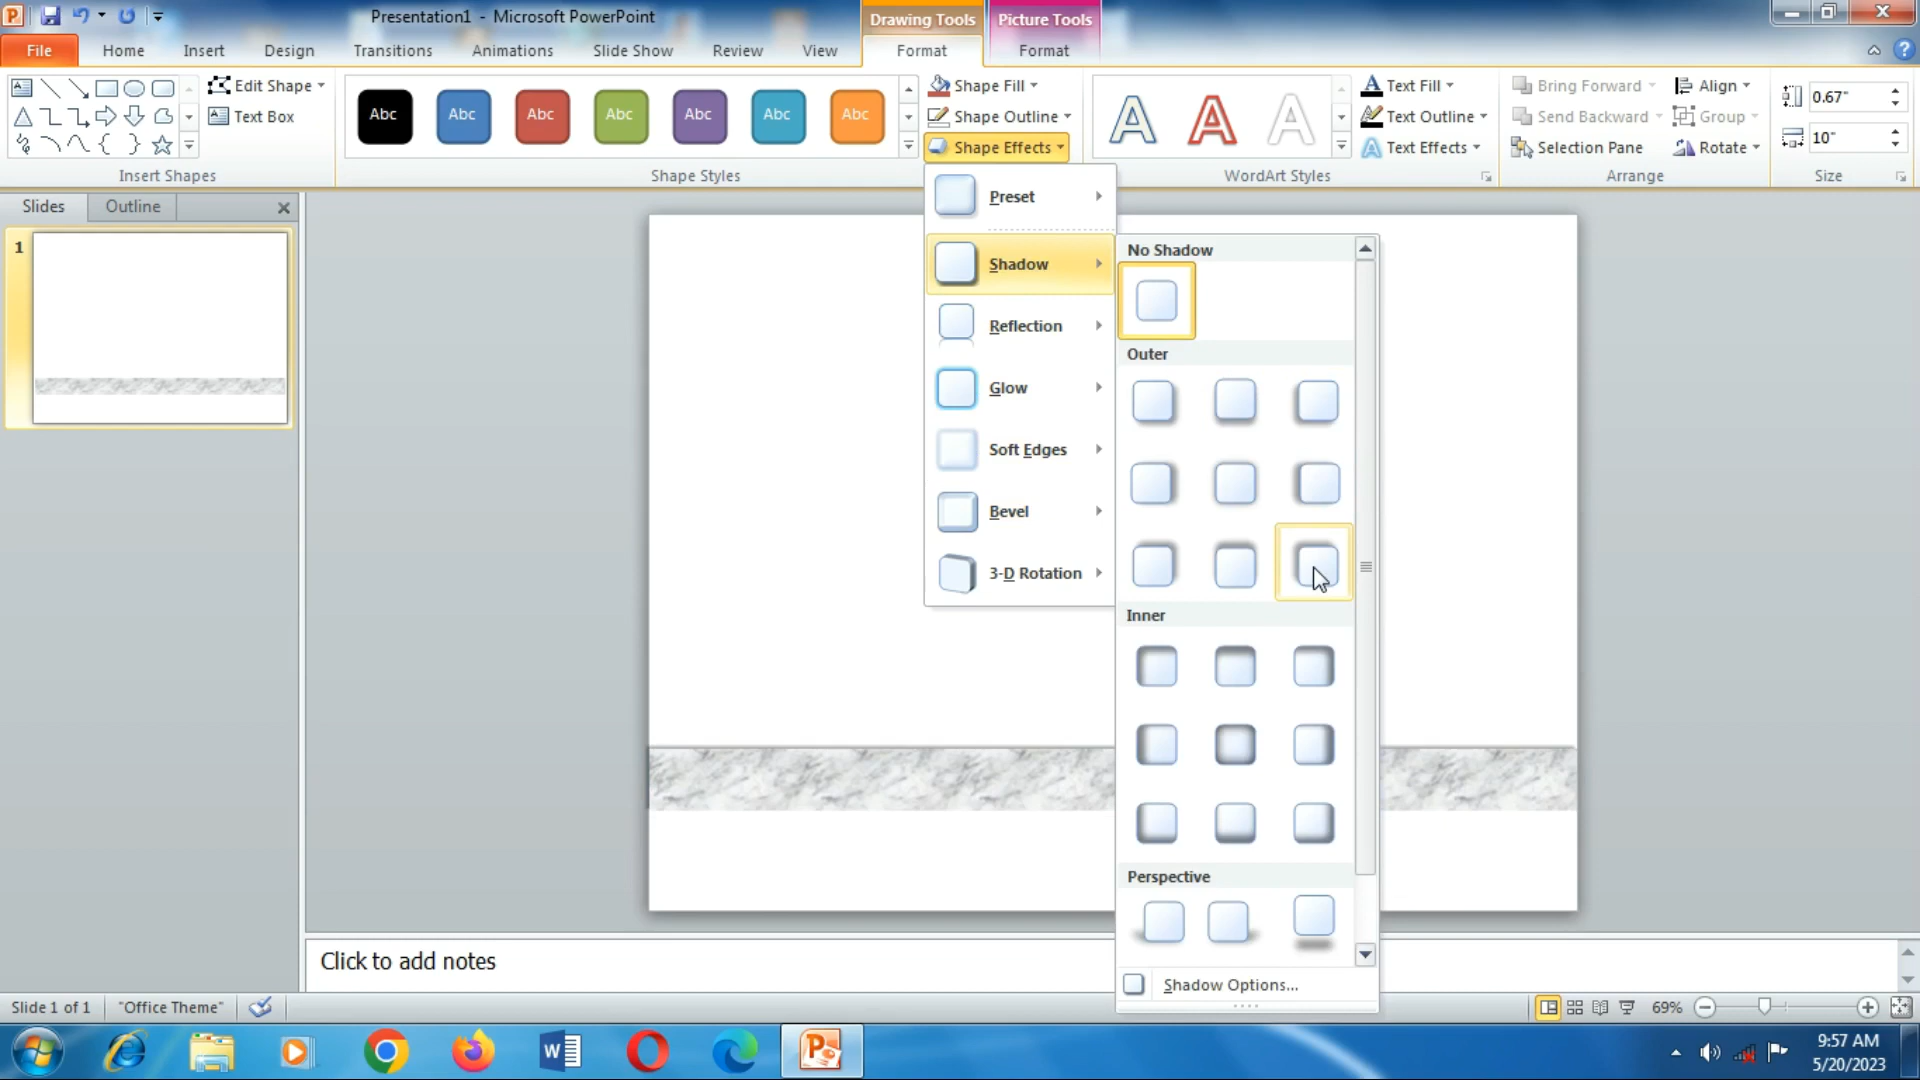 Presentation1 - Microsoft PowerPoint
Drawing Tools
Picture Tools
File
Home
Insert
Design
Transitions
Animations
Slide Show
Review
View
Format
Format
Edit Shape
Text Box
Insert Shapes
Abc
Abc
Abc
Abc
Abc
Abc
Abc
Shape Styles
Shape Fill
Shape Outline
Shape Effects
A
A
A
WordArt Styles
Text Fill
Text Outline
Text Effects
Bring Forward
Send Backward
Selection Pane
Align
Group
Rotate
Arrange
0.67"
10"
Size
Slides
Outline
1
Preset
Shadow
Reflection
Glow
Soft Edges
Bevel
3-D Rotation
No Shadow
Outer
Inner
Perspective
Shadow Options...
Click to add notes
Slide 1 of 1
"Office Theme"
69%
9:57 AM
5/20/2023